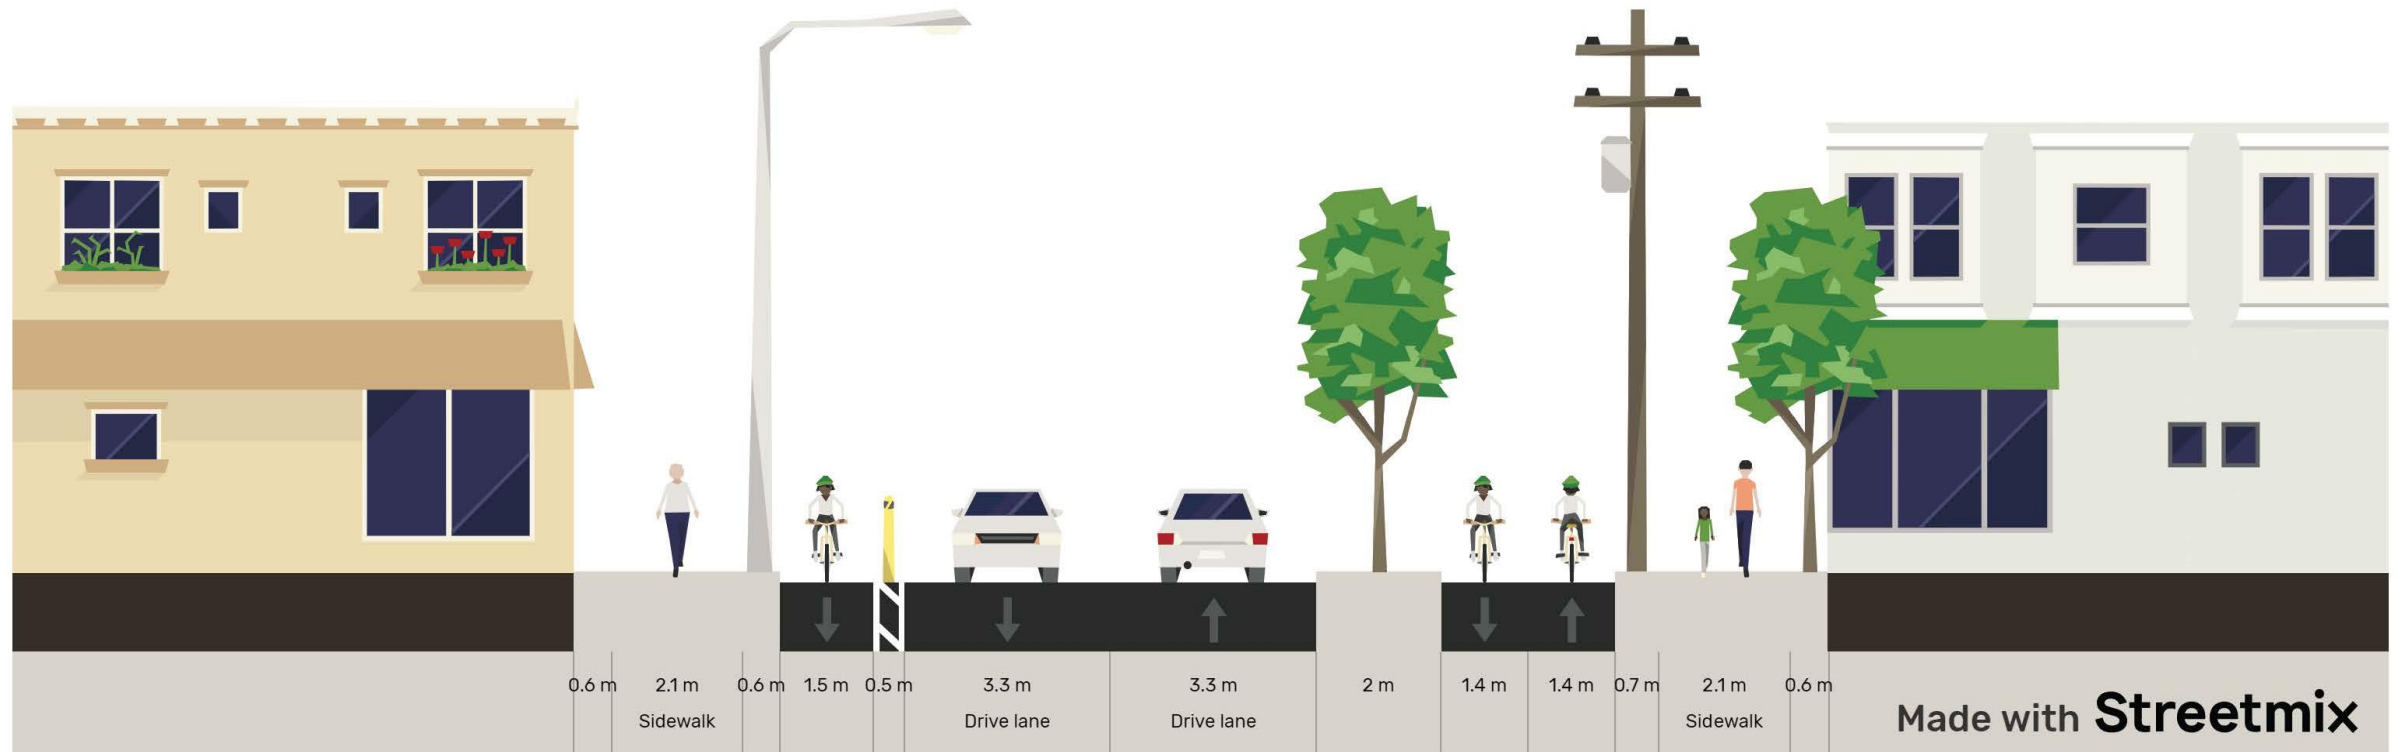 0.6 m 2.1 m 0.6 m 1.5 m 0.5 m 3.3 m 3.3 m 2 m 1.4 m 1.4 m 0.7 m 2.1 m 0.6 m
Sidewalk Drive lane Drive lane Sidewalk
Made with Streetmix